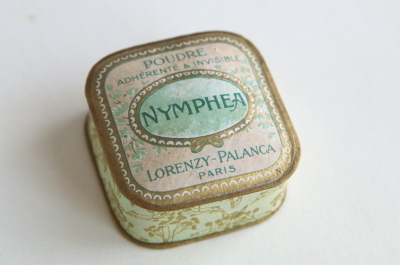 POUDRE
ADHÉRENTE & INVISIBLE
NYMPHEA
LORENZY-PALANCA
PARIS